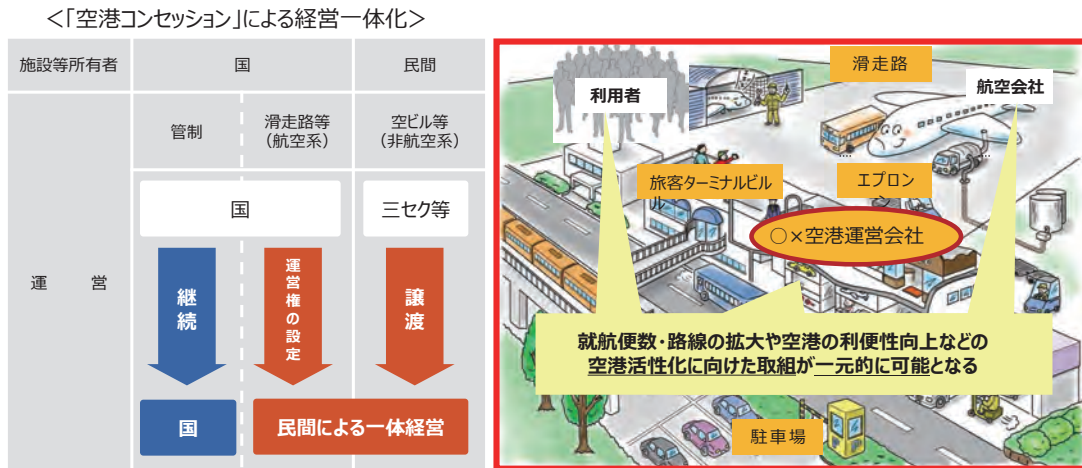 ＜「空港コンセッション」による経営一体化＞
施設等所有者
国
民間
管制
滑走路等
（航空系）
空ビル等
（非航空系）
運　営
国
三セク等
継続
運営権の設定
譲渡
国
民間による一体経営
滑走路
利用者
航空会社
旅客ターミナルビル
ル
エプロン
○×空港運営会社
就航便数・路線の拡大や空港の利便性向上などの
空港活性化に向けた取組が一元的に可能となる
駐車場